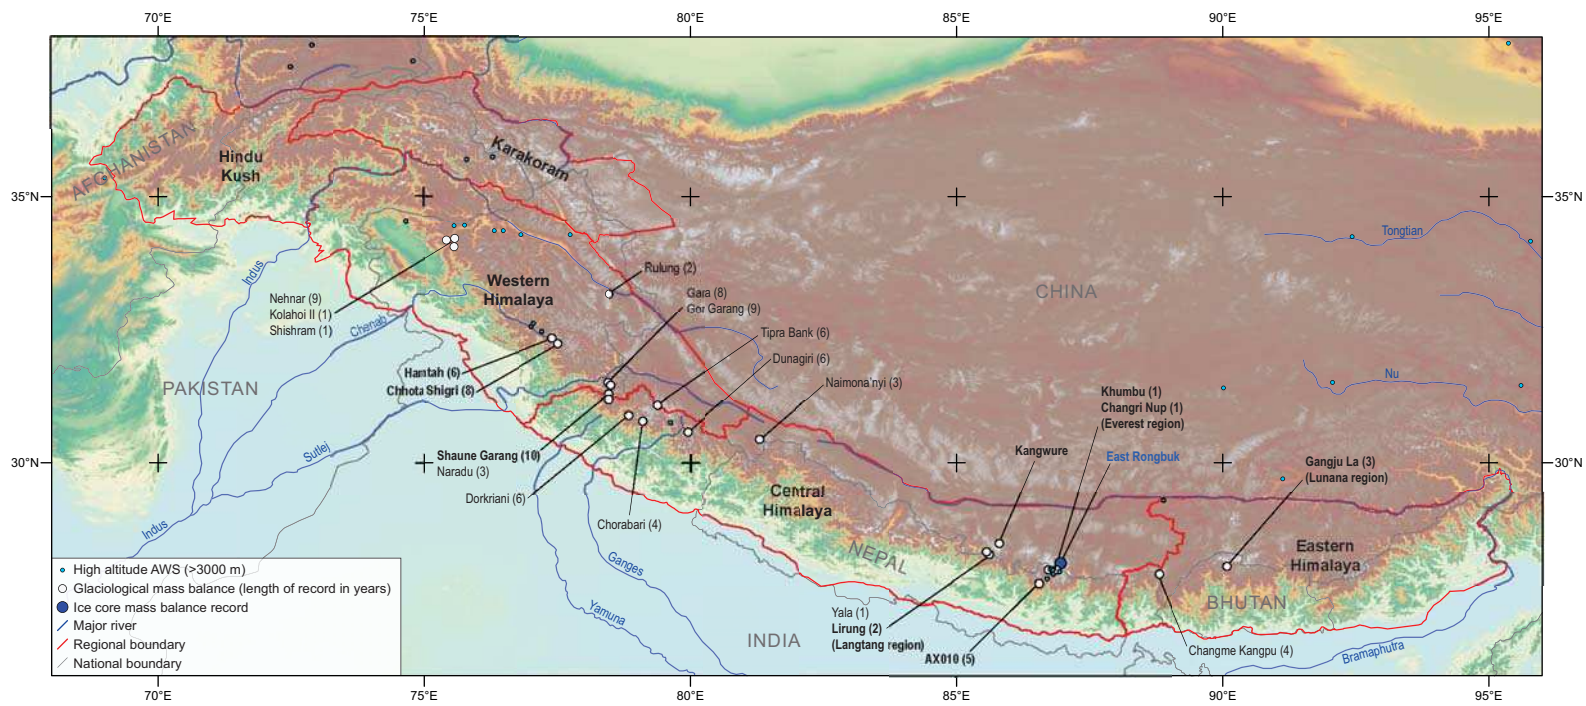 70°E
75°E
80°E
85°E
90°E
95°E
AFGHANISTAN
Hindu
Kush
Karakoram
35°N
35°N
Tongtian
Indus
Western
Himalaya
Rulung (2)
CHINA
Nehnar (9)
Kolahoi II (1)
Shishram (1)
Gara (8)
Gor Garang (9)
Chenab
Tipra Bank (6)
Dunagiri (6)
Hamtah (6)
Chhota Shigri (8)
Naimona'nyi (3)
Nu
PAKISTAN
Khumbu (1)
Changri Nup (1)
(Everest region)
Sutlej
Shaune Garang (10)
Naradu (3)
Kangwure
East Rongbuk
30°N
30°N
Gangju La (3)
(Lunana region)
Dorkriani (6)
Central
Himalaya
Chorabari (4)
Indus
NEPAL
Eastern
Himalaya
Ganges
Yamuna
BHUTAN
High altitude AWS (>3000 m)
Glaciological mass balance (length of record in years)
Ice core mass balance record
Major river
Regional boundary
National boundary
INDIA
Yala (1)
Lirung (2)
(Langtang region)
AX010 (5)
Changme Kangpu (4)
Bramaphutra
70°E
75°E
80°E
85°E
90°E
95°E